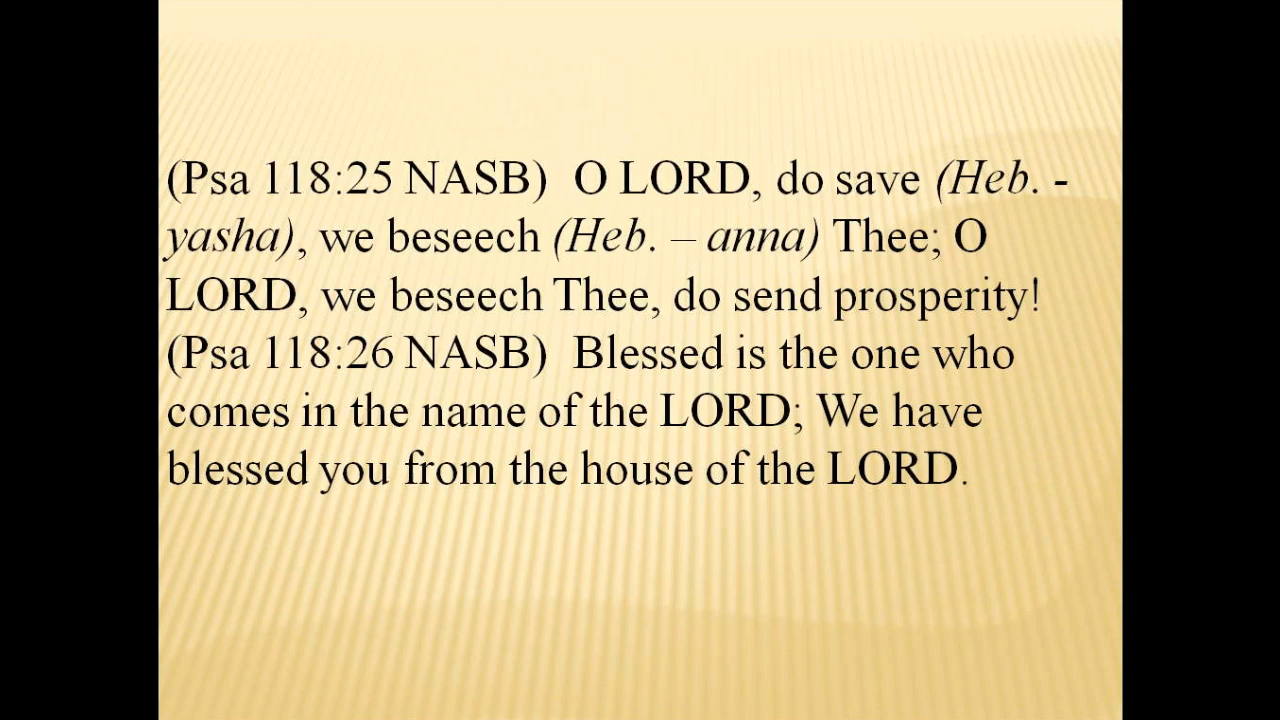 (Psa 118:25 NASB)  O LORD, do save (Heb. -
yasha), we beseech (Heb. – anna) Thee; O
LORD, we beseech Thee, do send prosperity!
(Psa 118:26 NASB)  Blessed is the one who
comes in the name of the LORD; We have
blessed you from the house of the LORD.